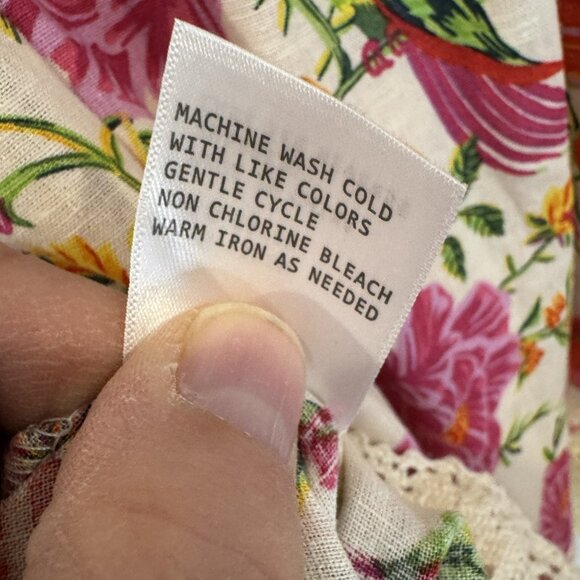 MACHINE WASH COLD
WITH LIKE COLORS
GENTLE CYCLE
NON CHLORINE BLEACH
WARM IRON AS NEEDED